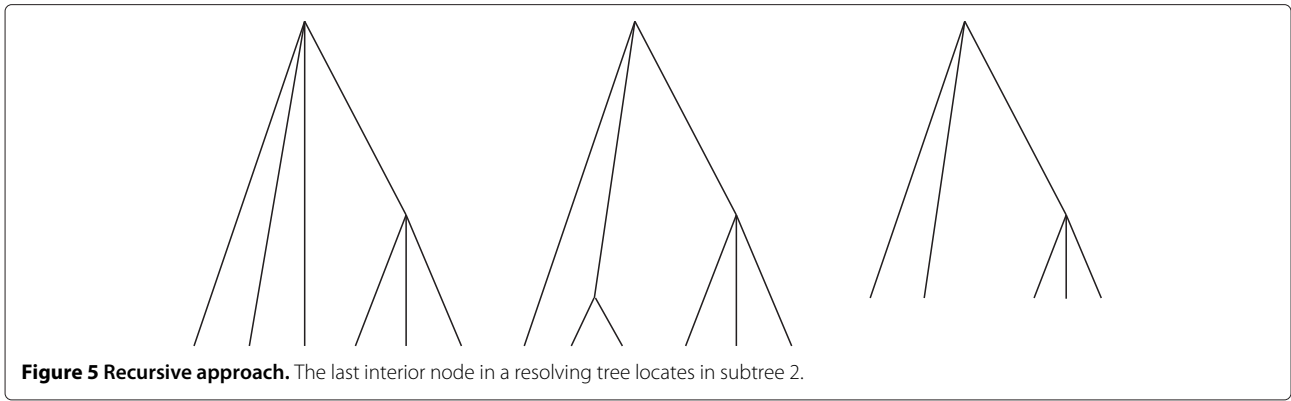 Figure 5 Recursive approach. The last interior node in a resolving tree locates in subtree 2.